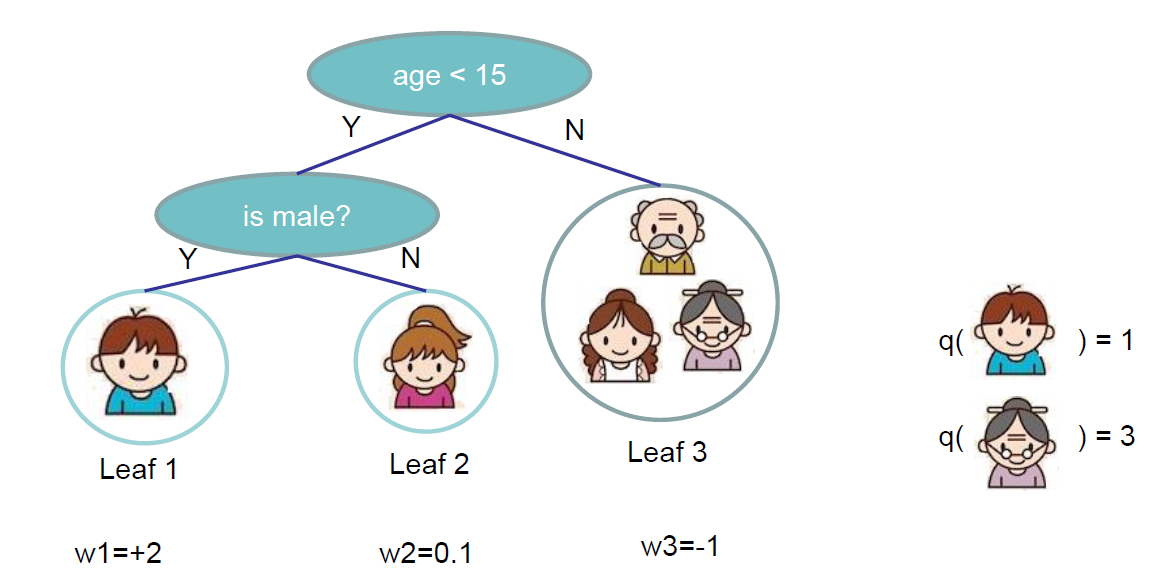 age < 15
Y
N
is male?
Y
N
q( ) = 1
q( ) = 3
Leaf 1
Leaf 2
Leaf 3
w1=+2
w2=0.1
w3=-1